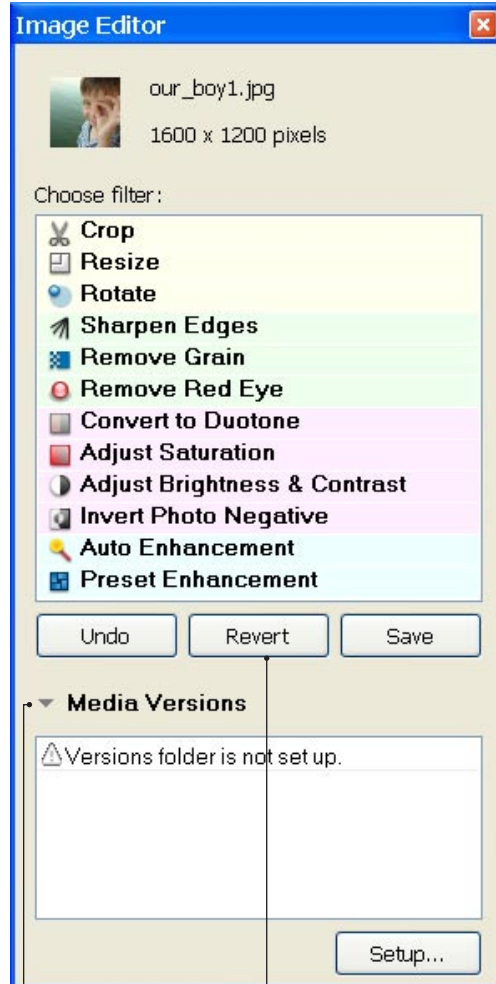 Image Editor
our_boy1.jpg
1600 x 1200 pixels
Choose filter:
Crop
Resize
Rotate
Sharpen Edges
Remove Grain
Remove Red Eye
Convert to Duotone
Adjust Saturation
Adjust Brightness & Contrast
Invert Photo Negative
Auto Enhancement
Preset Enhancement
Undo Revert Save
Media Versions
Versions folder is not set up.
Setup...